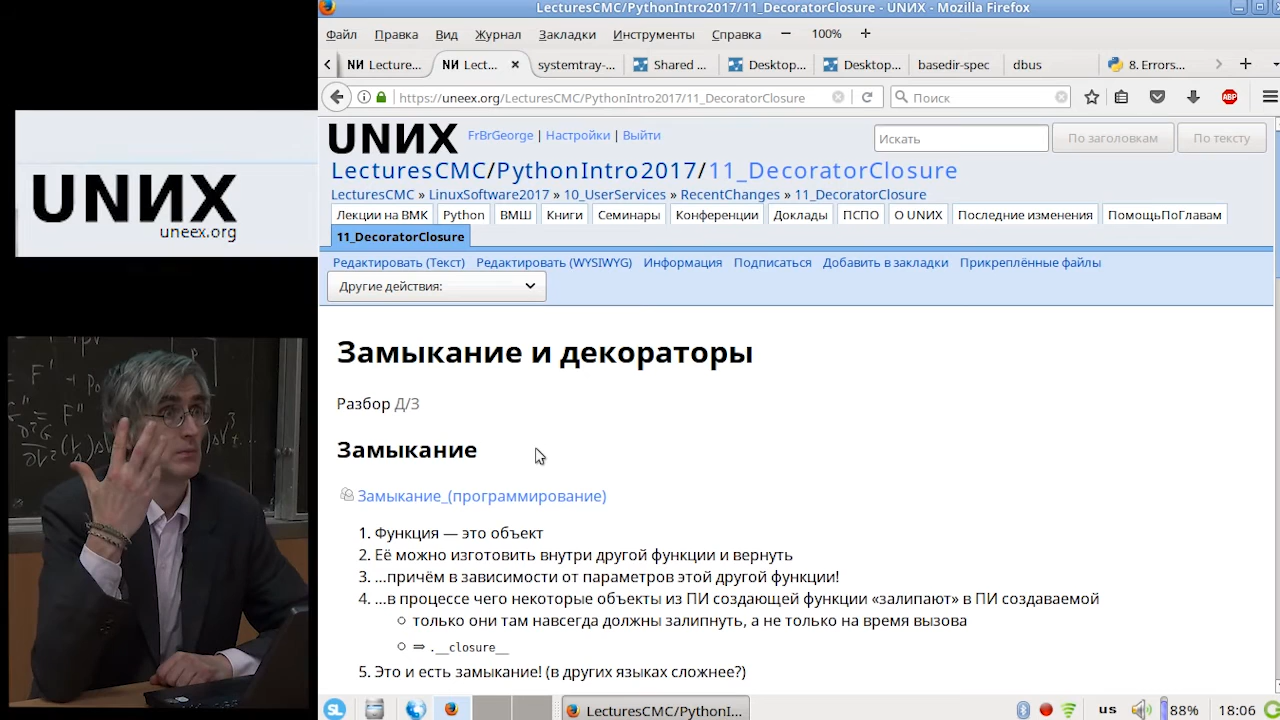 LecturesCMC/PythonIntro2017/11_DecoratorClosure - UNИX - Mozilla Firefox
Файл Правка Вид Журнал Закладки Инструменты Справка 100%
Lecture... Lect... systemtray-... Shared ... Desktop... Desktop... basedir-spec dbus 8. Errors...
https://uneex.org/LecturesCMC/PythonIntro2017/11_DecoratorClosure Поиск ABP
UNИX FrBrGeorge | Настройки | Выйти Искать По заголовкам По тексту
LecturesCMC/PythonIntro2017/11_DecoratorClosure
LecturesCMC » LinuxSoftware2017 » 10_UserServices » RecentChanges » 11_DecoratorClosure
Лекции на ВМК Python ВМШ Книги Семинары Конференции Доклады ПСПО О UNИX Последние изменения ПомощьПоГлавам
11_DecoratorClosure
Редактировать (Текст) Редактировать (WYSIWYG) Информация Подписаться Добавить в закладки Прикреплённые файлы
Другие действия:
Замыкание и декораторы
Разбор Д/З
Замыкание
Замыкание_(программирование)
1. Функция — это объект
2. Её можно изготовить внутри другой функции и вернуть
3. ...причём в зависимости от параметров этой другой функции!
4. ...в процессе чего некоторые объекты из ПИ создающей функции «залипают» в ПИ создаваемой
только они там навсегда должны залипнуть, а не только на время вызова
⇒ .__closure__
5. Это и есть замыкание! (в других языках сложнее?)
LecturesCMC/PythonI... us 88% 18:06
UNИX
uneex.org